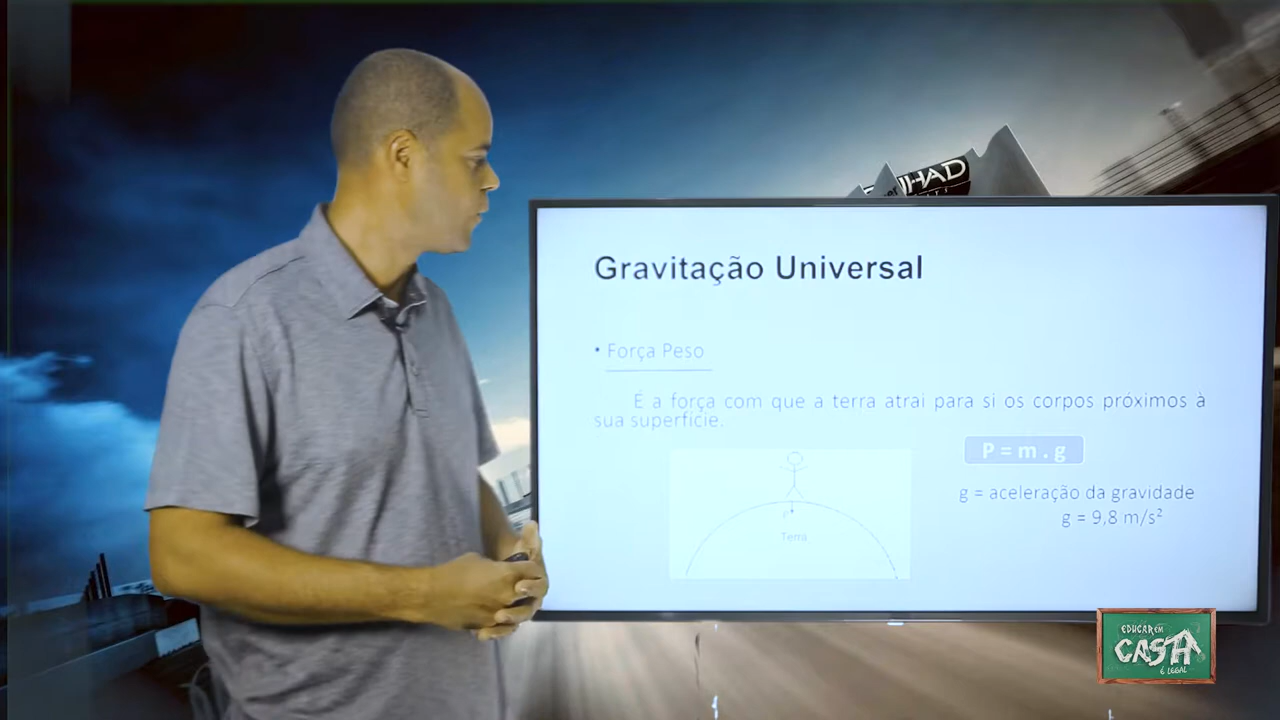 IHAD
Gravitação Universal
• Força Peso
É a força com que a terra atrai para si os corpos próximos à
sua superfície.
P = m . g
g = aceleração da gravidade
g = 9,8 m/s²
Terra
EDUCAR EM
CASA
É LEGAL